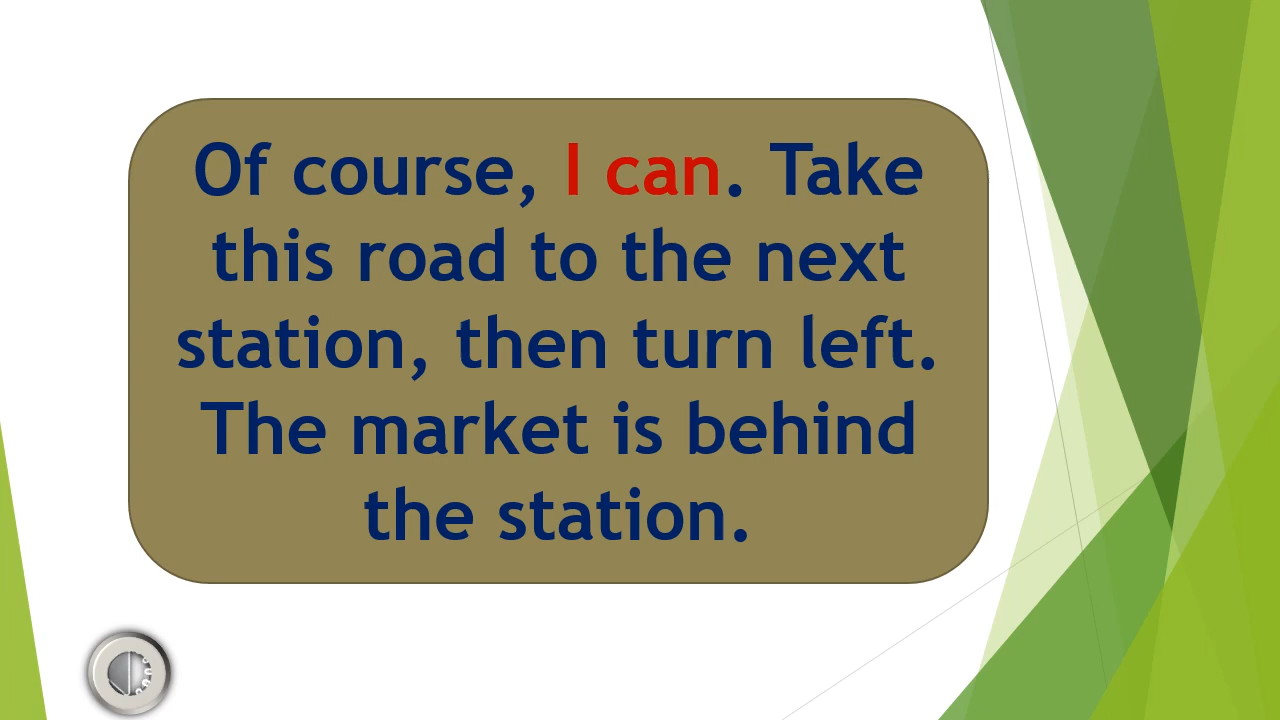 Of course, I can. Take
this road to the next
station, then turn left.
The market is behind
the station.